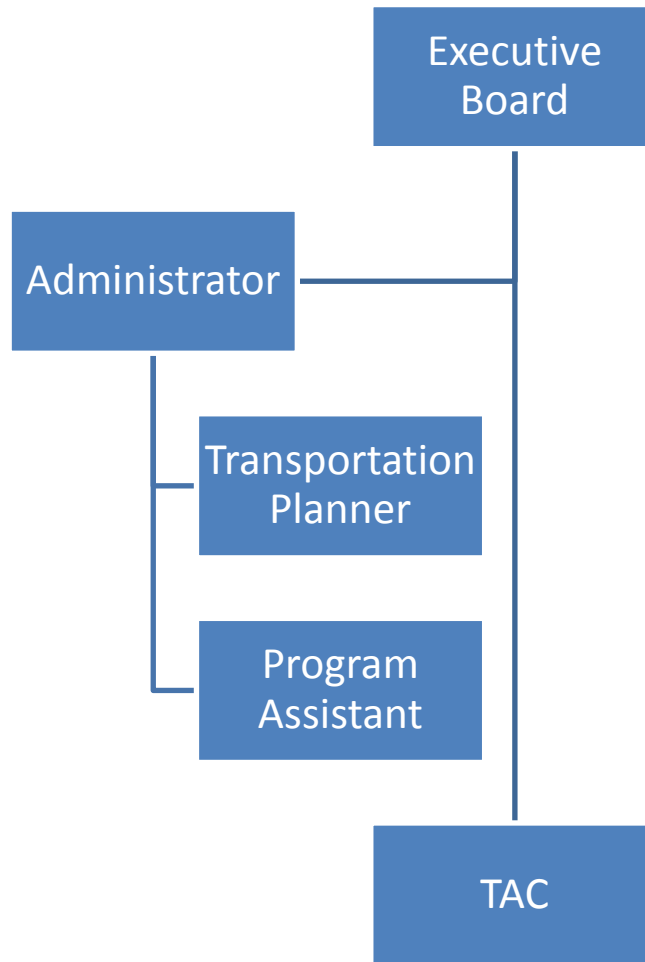 Executive
Board
Administrator
Transportation
Planner
Program
Assistant
TAC